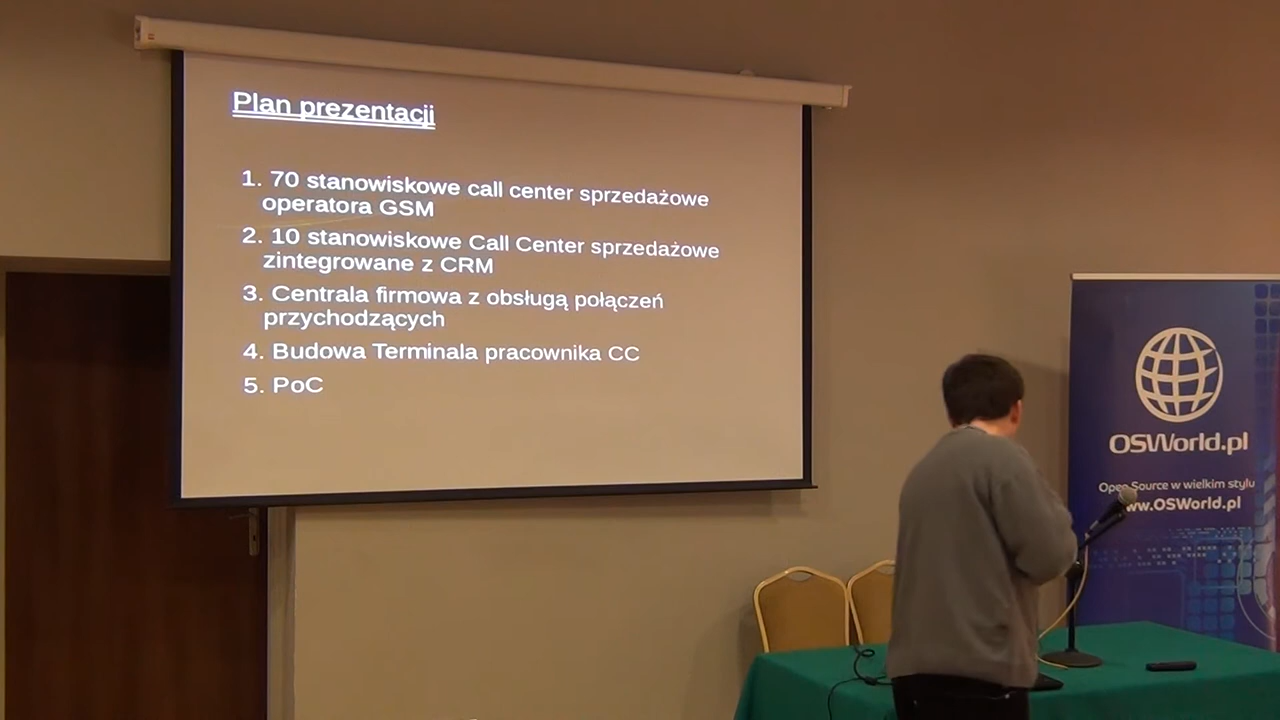 Plan prezentacji
1. 70 stanowiskowe call center sprzedażowe
operatora GSM
2. 10 stanowiskowe Call Center sprzedażowe
zintegrowane z CRM
3. Centrala firmowa z obsługą połączeń
przychodzących
4. Budowa Terminala pracownika CC
5. PoC
OSWorld.pl
Open Source w wielkim stylu
www.OSWorld.pl